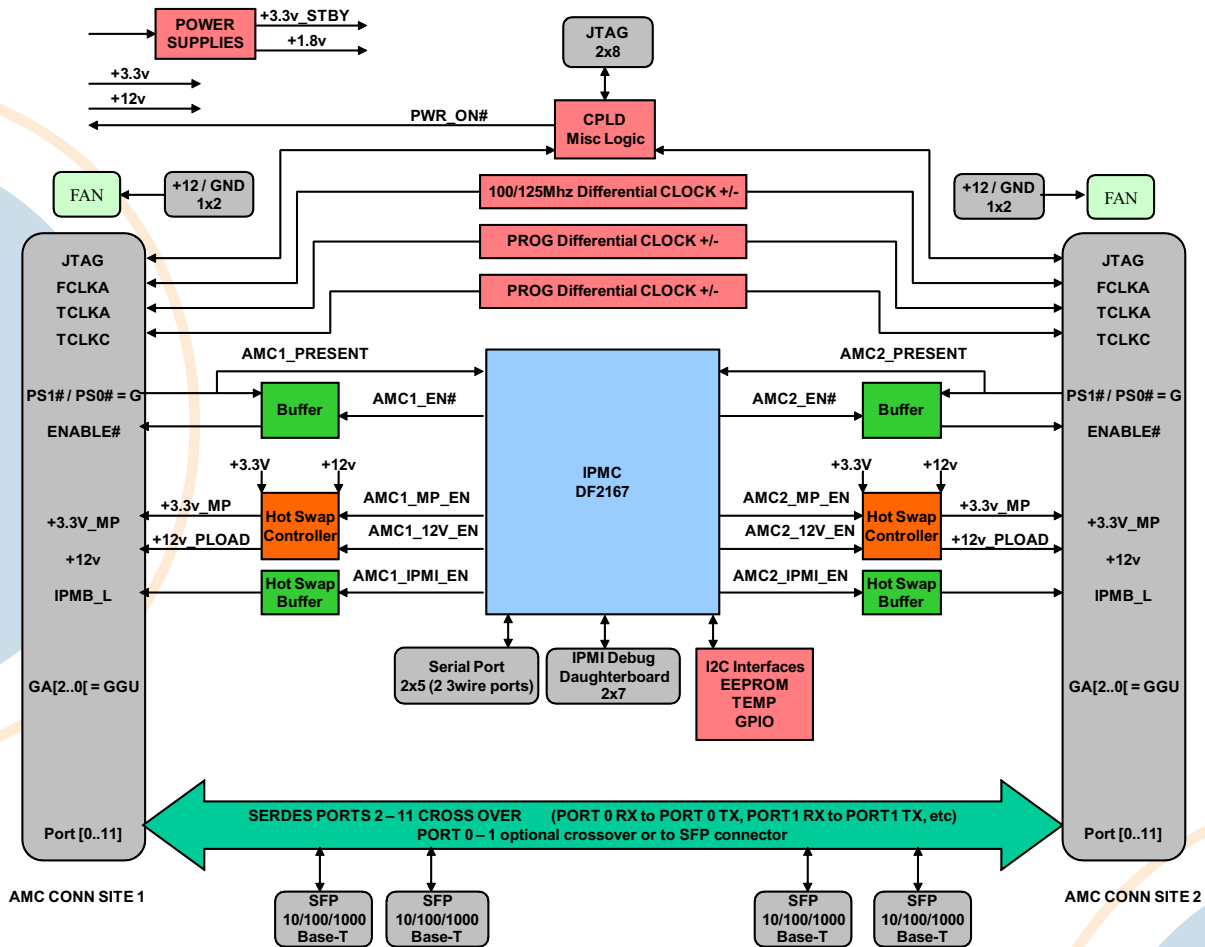 POWER
SUPPLIES
+3.3v_STBY
+1.8v
+3.3v
+12v
JTAG
2x8
PWR_ON#
CPLD
Misc Logic
FAN
+12 / GND
1x2
100/125Mhz Differential CLOCK +/-
+12 / GND
1x2
FAN
PROG Differential CLOCK +/-
PROG Differential CLOCK +/-
JTAG
FCLKA
TCLKA
TCLKC
PS1# / PS0# = G
ENABLE#
+3.3V_MP
+12v
IPMB_L
GA[2..0[ = GGU
Port [0..11]
AMC CONN SITE 1
AMC1_PRESENT
Buffer
AMC1_EN#
+3.3V
+12v
+3.3v_MP
+12v_PLOAD
Hot Swap
Controller
AMC1_MP_EN
AMC1_12V_EN
Hot Swap
Buffer
AMC1_IPMI_EN
IPMC
DF2167
AMC2_PRESENT
AMC2_EN#
Buffer
+3.3V
+12v
AMC2_MP_EN
AMC2_12V_EN
Hot Swap
Controller
+3.3v_MP
+12v_PLOAD
AMC2_IPMI_EN
Hot Swap
Buffer
JTAG
FCLKA
TCLKA
TCLKC
PS1# / PS0# = G
ENABLE#
+3.3V_MP
+12v
IPMB_L
GA[2..0[ = GGU
Port [0..11]
AMC CONN SITE 2
Serial Port
2x5 (2 3wire ports)
IPMI Debug
Daughterboard
2x7
I2C Interfaces
EEPROM
TEMP
GPIO
SERDES PORTS 2 – 11 CROSS OVER (PORT 0 RX to PORT 0 TX, PORT1 RX to PORT1 TX, etc)
PORT 0 – 1 optional crossover or to SFP connector
SFP
10/100/1000
Base-T
SFP
10/100/1000
Base-T
SFP
10/100/1000
Base-T
SFP
10/100/1000
Base-T